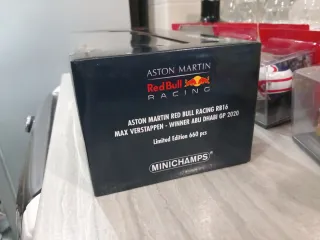 ASTON MARTIN
Red Bull
RACING
ASTON MARTIN RED BULL RACING RB16
MAX VERSTAPPEN - WINNER ABU DHABI GP 2020
Limited Edition 660 pcs
MINICHAMPS®